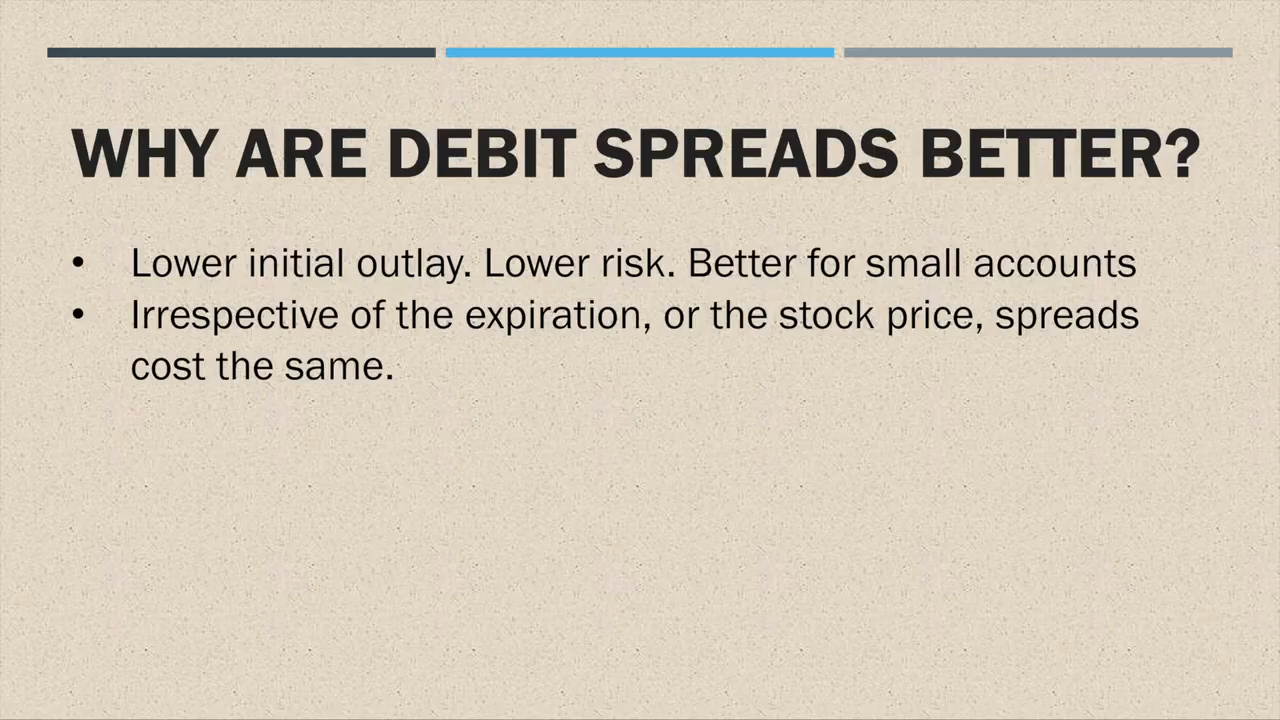 WHY ARE DEBIT SPREADS BETTER?
• Lower initial outlay. Lower risk. Better for small accounts
• Irrespective of the expiration, or the stock price, spreads
cost the same.